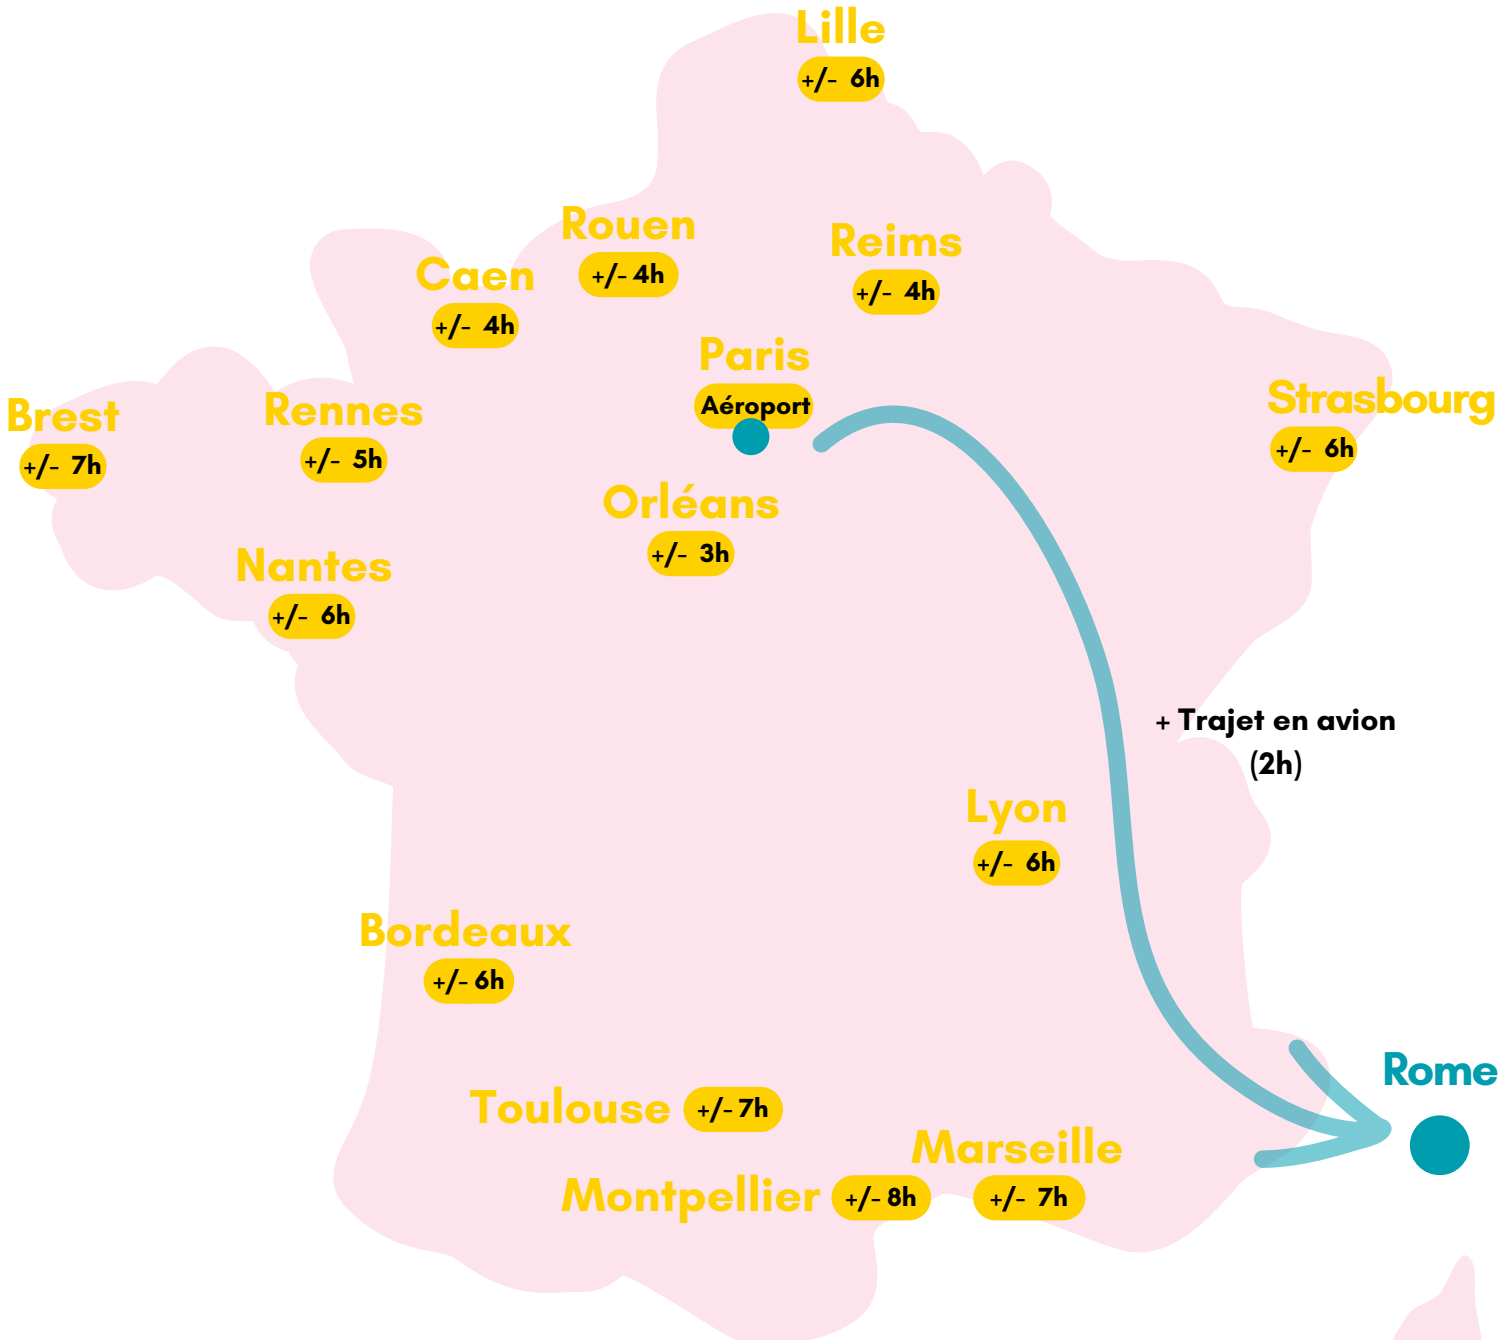 Lille
+/- 6h
Rouen
+/- 4h
Reims
+/- 4h
Caen
+/- 4h
Paris
Aéroport
Strasbourg
+/- 6h
Brest
+/- 7h
Rennes
+/- 5h
Orléans
+/- 3h
Nantes
+/- 6h
+ Trajet en avion
(2h)
Lyon
+/- 6h
Bordeaux
+/- 6h
Rome
Toulouse +/- 7h
Marseille
+/- 7h
Montpellier +/- 8h